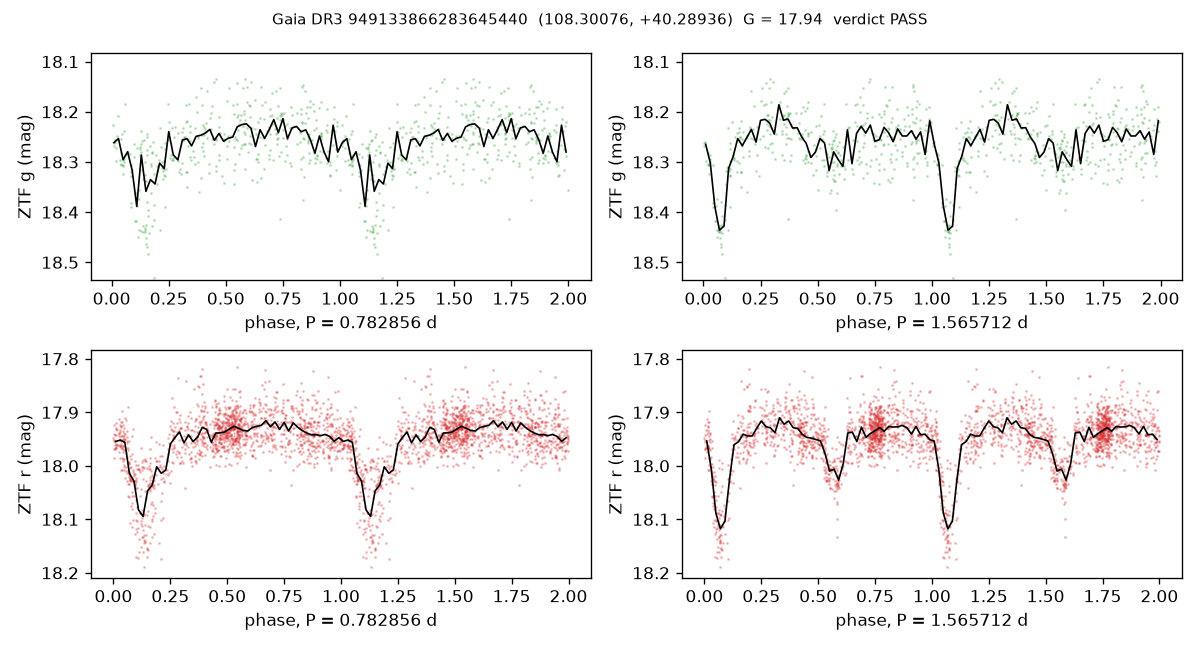 Gaia DR3 949133866283645440  (108.30076, +40.28936)  G = 17.94  verdict PASS
ZTF g (mag)
18.1
18.2
18.3
18.4
18.5
0.00 0.25 0.50 0.75 1.00 1.25 1.50 1.75 2.00
phase, P = 0.782856 d
ZTF g (mag)
18.1
18.2
18.3
18.4
18.5
0.00 0.25 0.50 0.75 1.00 1.25 1.50 1.75 2.00
phase, P = 1.565712 d
ZTF r (mag)
17.8
17.9
18.0
18.1
18.2
0.00 0.25 0.50 0.75 1.00 1.25 1.50 1.75 2.00
phase, P = 0.782856 d
ZTF r (mag)
17.8
17.9
18.0
18.1
18.2
0.00 0.25 0.50 0.75 1.00 1.25 1.50 1.75 2.00
phase, P = 1.565712 d